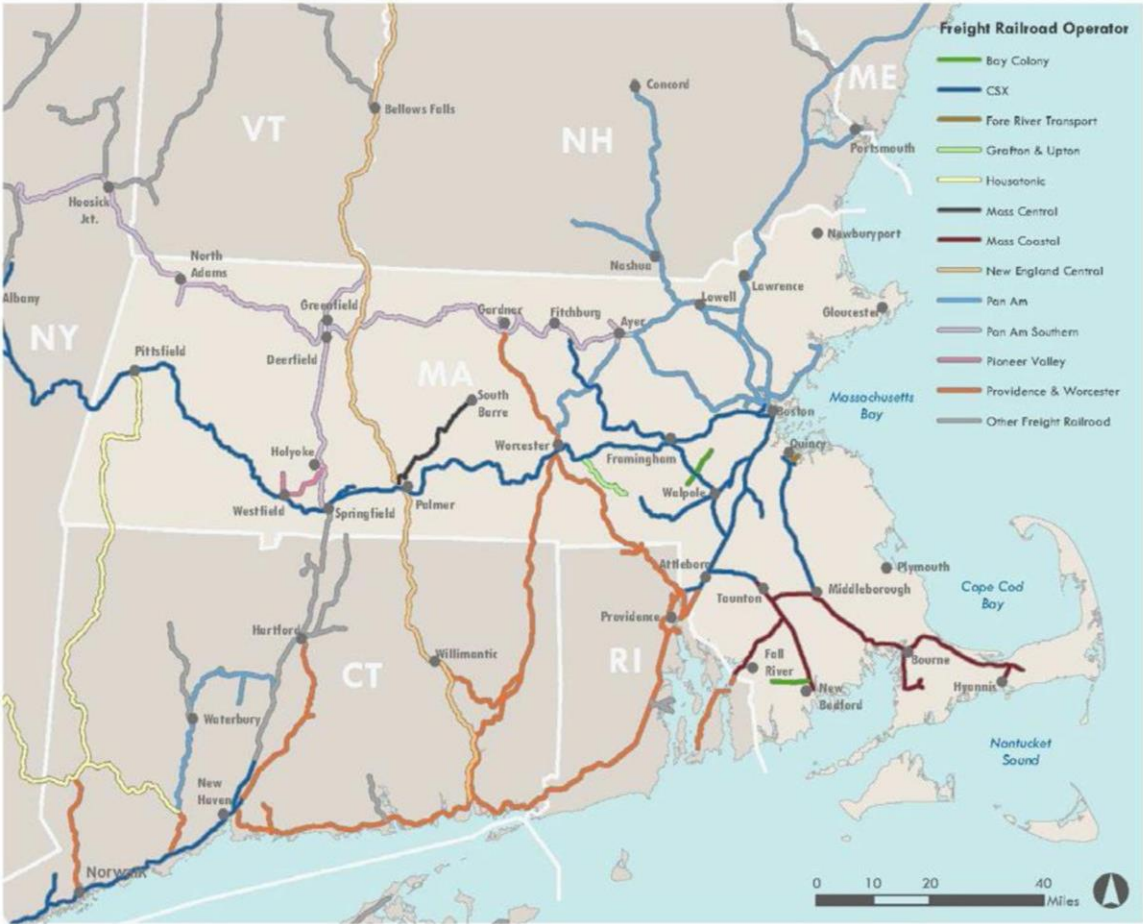 Freight Railroad Operator
Bay Colony
CSX
Fore River Transport
Grafton & Upton
Housatonic
Mass Central
Mass Coastal
New England Central
Pan Am
Pan Am Southern
Pioneer Valley
Providence & Worcester
Other Freight Railroad
ME
Concord
VT
Bellows Falls
NH
Portsmouth
Hoosick
Jct.
Newburyport
North
Adams
Nashua
Lawrence
Albany
Greenfield
Gardner
Fitchburg
Ayer
Lowell
Gloucester
NY
Pittsfield
Deerfield
MA
South
Barre
Massachusetts
Bay
Boston
Quincy
Holyoke
Worcester
Framingham
Westfield
Springfield
Palmer
Walpole
Attleboro
Plymouth
Taunton
Middleborough
Cape Cod
Bay
Providence
Hartford
CT
Willimantic
RI
Fall
River
Bourne
New
Bedford
Hyannis
Waterbury
Nantucket
Sound
New
Haven
Norwalk
0 10 20 40
Miles